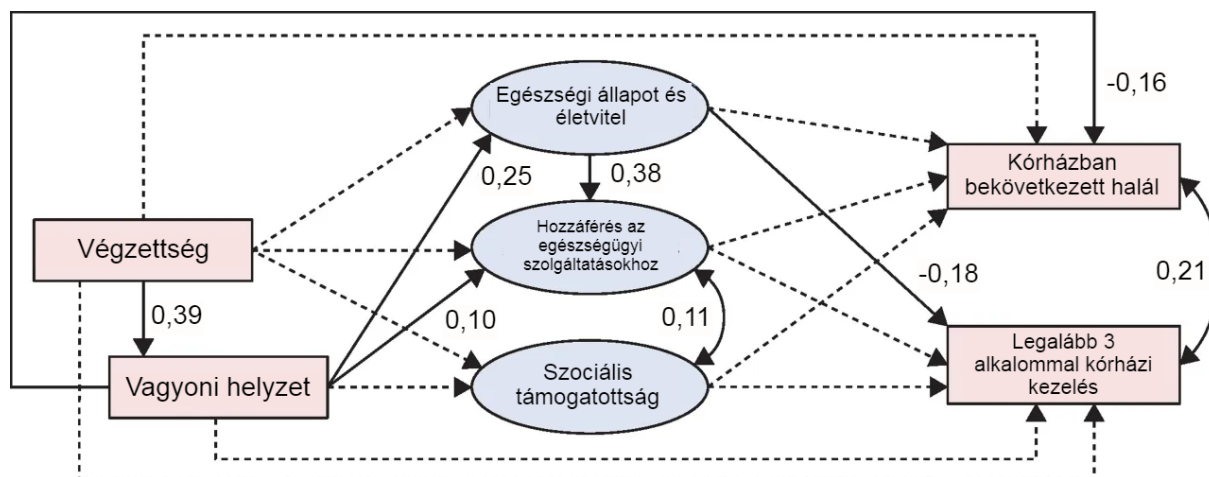 -0,16
Egészségi állapot és
életvitel
Kórházban
bekövetkezett halál
0,25
0,38
Végzettség
Hozzáférés az
egészségügyi
szolgáltatásokhoz
0,39
0,10
0,11
-0,18
0,21
Vagyoni helyzet
Szociális
támogatottság
Legalább 3
alkalommal kórházi
kezelés